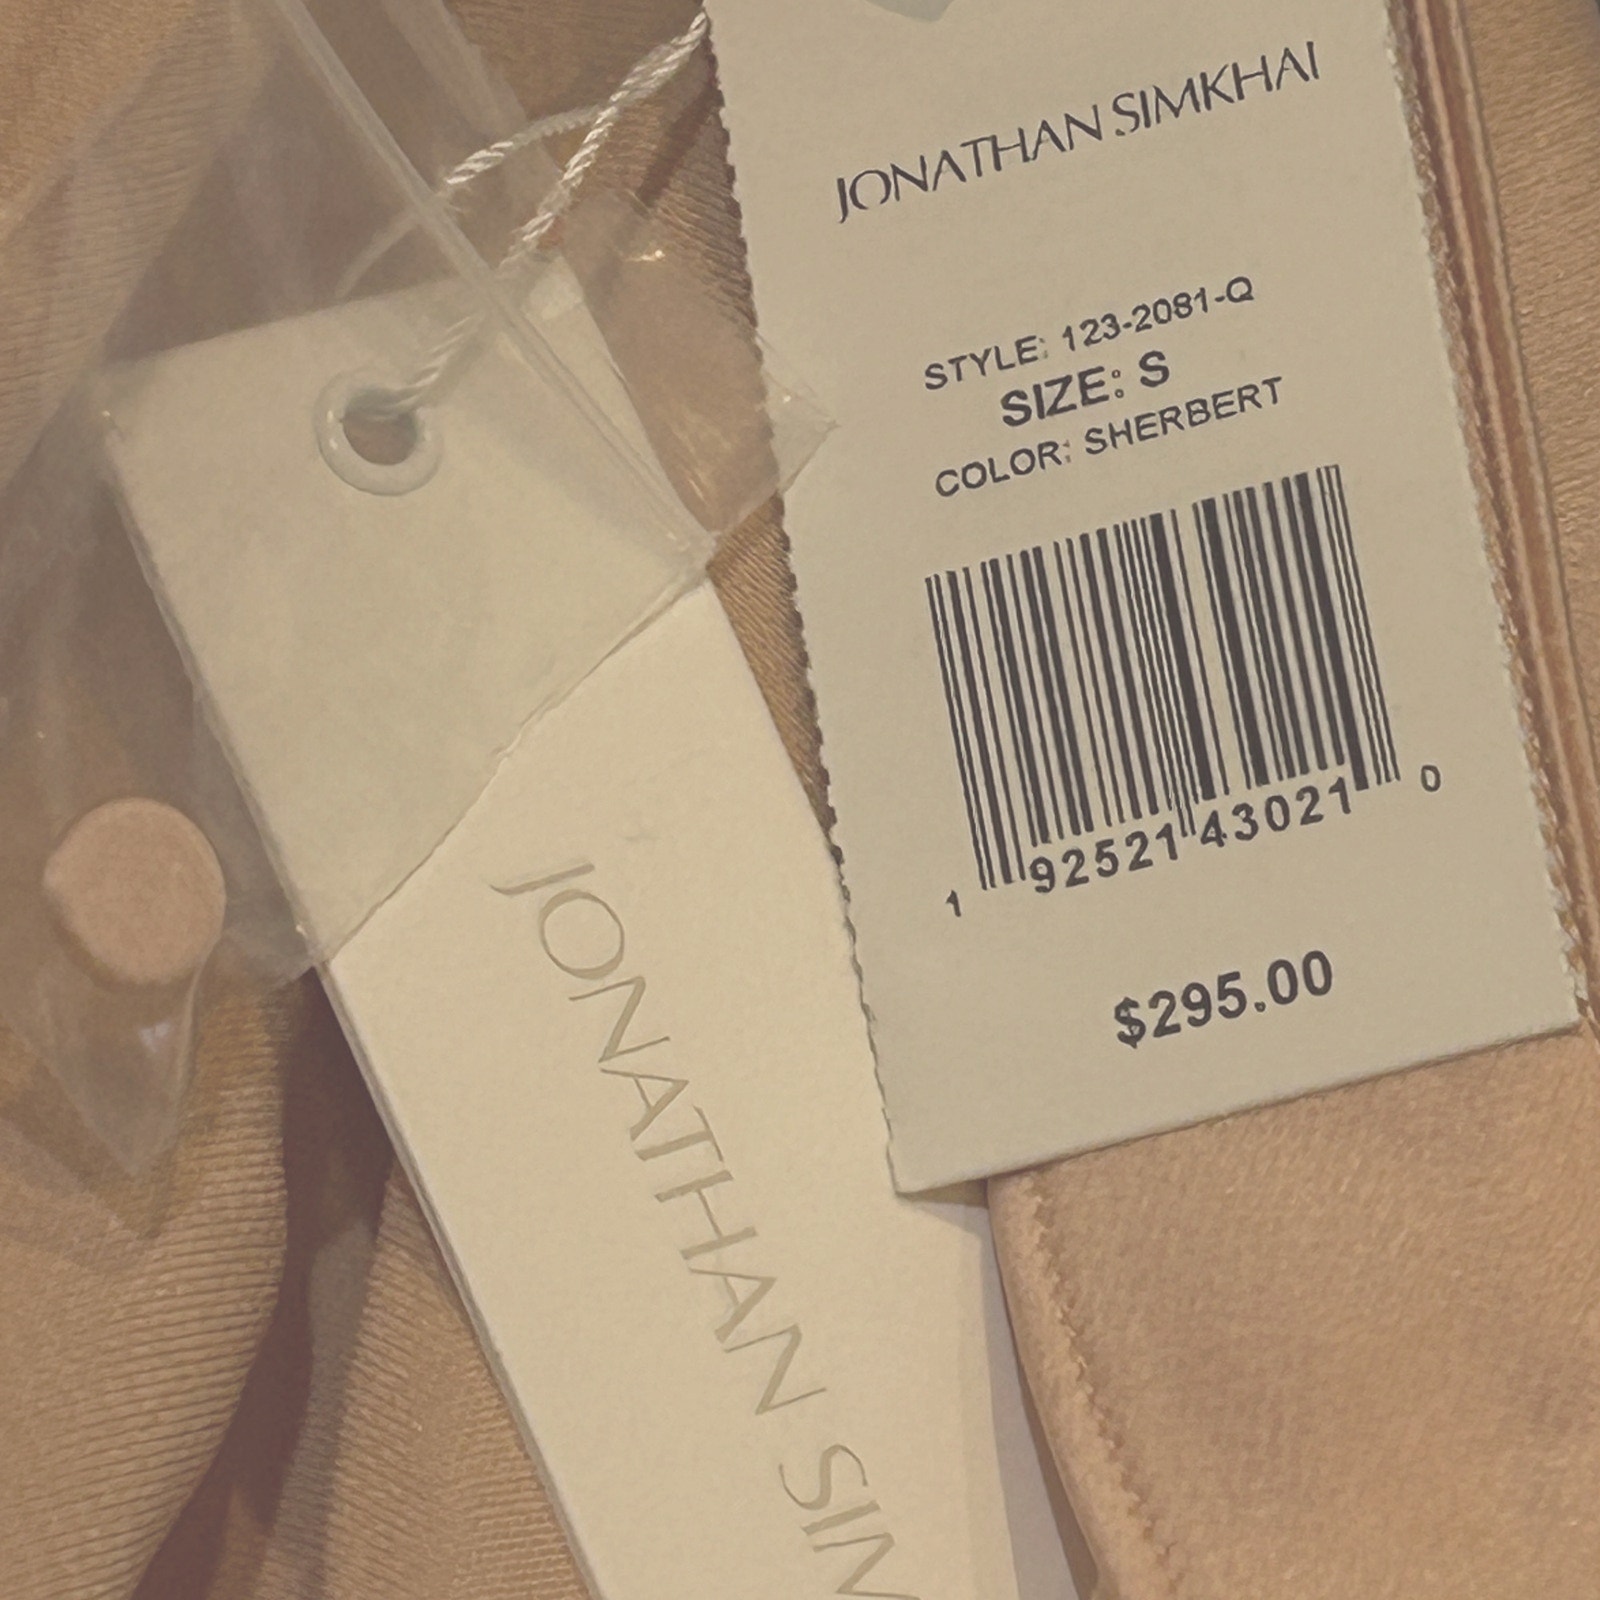 JONATHAN SIMKHAI
STYLE: 123-2081-Q
SIZE: S
COLOR: SHERBERT
1 92521 43021 0
$295.00
JONATHAN SIM